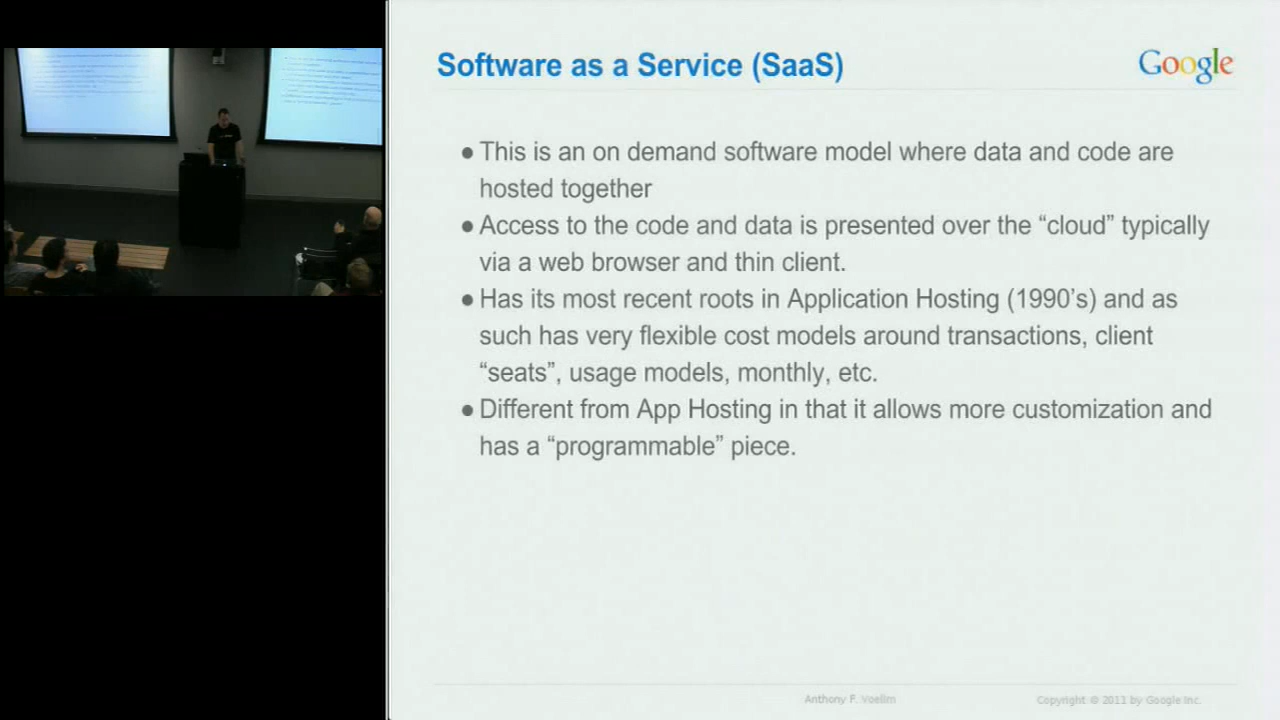 Software as a Service (SaaS)
Google
● This is an on demand software model where data and code are
hosted together
● Access to the code and data is presented over the “cloud” typically
via a web browser and thin client.
● Has its most recent roots in Application Hosting (1990's) and as
such has very flexible cost models around transactions, client
“seats”, usage models, monthly, etc.
● Different from App Hosting in that it allows more customization and
has a “programmable” piece.
Anthony F. Voellm
Copyright © 2011 by Google Inc.